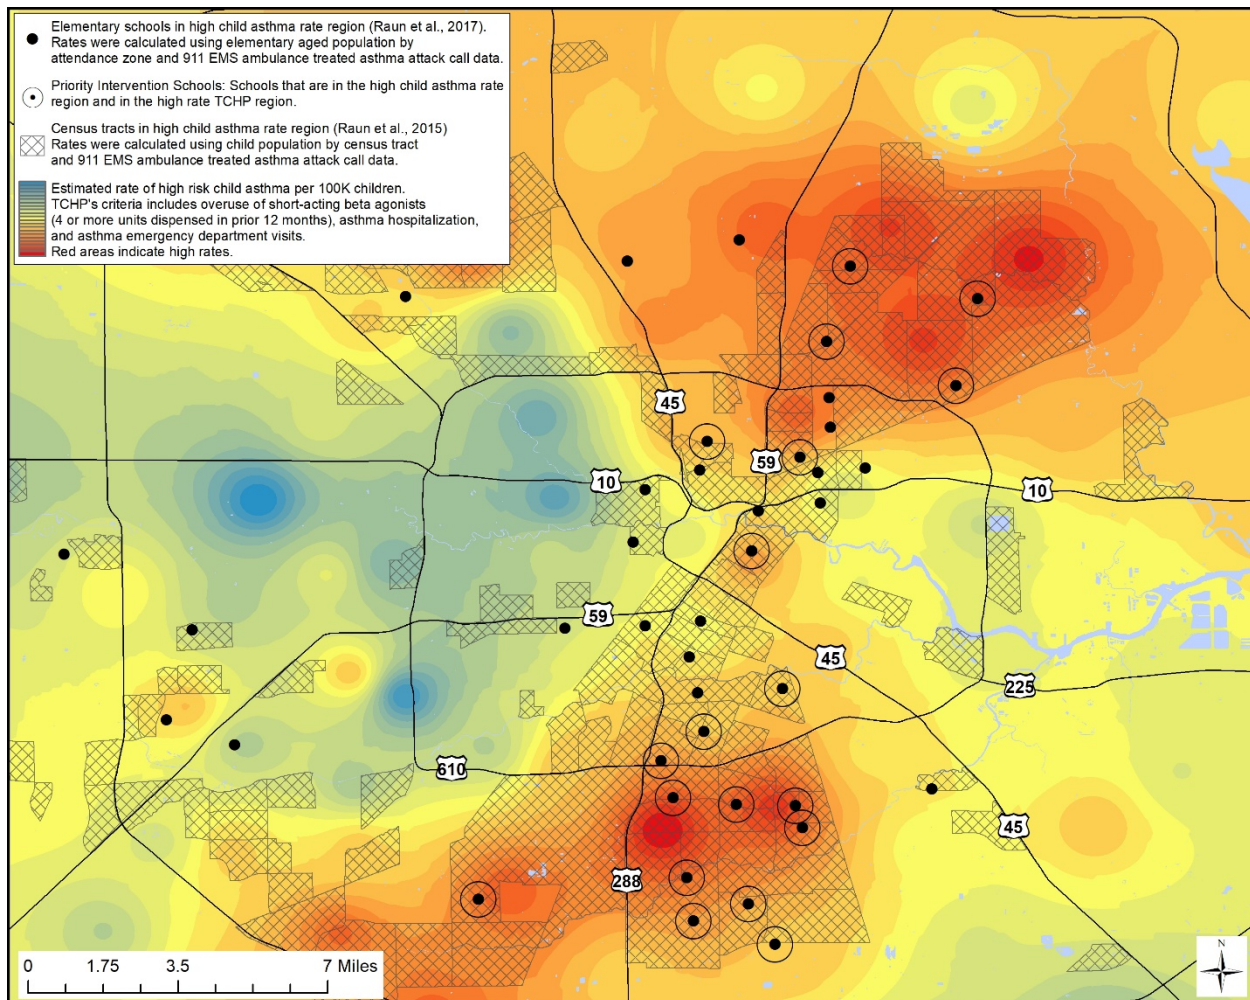 Elementary schools in high child asthma rate region (Raun et al., 2017).
Rates were calculated using elementary aged population by
attendance zone and 911 EMS ambulance treated asthma attack call data.
Priority Intervention Schools: Schools that are in the high child asthma rate
region and in the high rate TCHP region.
Census tracts in high child asthma rate region (Raun et al., 2015)
Rates were calculated using child population by census tract
and 911 EMS ambulance treated asthma attack call data.
Estimated rate of high risk child asthma per 100K children.
TCHP's criteria includes overuse of short-acting beta agonists
(4 or more units dispensed in prior 12 months), asthma hospitalization,
and asthma emergency department visits.
Red areas indicate high rates.
45
59
10
10
59
45
225
610
45
288
0 1.75 3.5 7 Miles
N